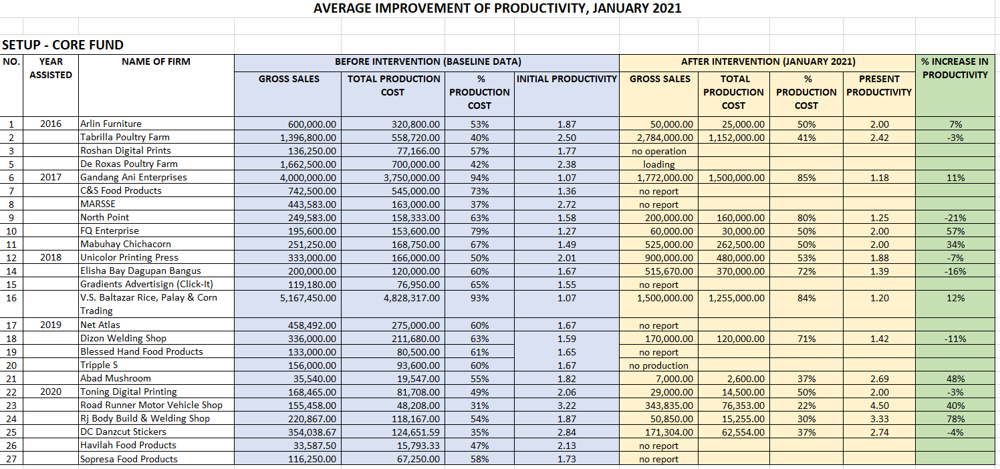 AVERAGE IMPROVEMENT OF PRODUCTIVITY, JANUARY 2021
SETUP - CORE FUND
NO. YEAR ASSISTED NAME OF FIRM BEFORE INTERVENTION (BASELINE DATA) AFTER INTERVENTION (JANUARY 2021) % INCREASE IN PRODUCTIVITY
GROSS SALES TOTAL PRODUCTION COST % PRODUCTION COST INITIAL PRODUCTIVITY GROSS SALES TOTAL PRODUCTION COST % PRODUCTION COST PRESENT PRODUCTIVITY
1 2016 Arlin Furniture 600,000.00 320,800.00 53% 1.87 50,000.00 25,000.00 50% 2.00 7%
2 Tabrilla Poultry Farm 1,396,800.00 558,720.00 40% 2.50 2,784,000.00 1,152,000.00 41% 2.42 -3%
3 Roshan Digital Prints 136,250.00 77,166.00 57% 1.77 no operation
5 De Roxas Poultry Farm 1,662,500.00 700,000.00 42% 2.38 loading
6 2017 Gandang Ani Enterprises 4,000,000.00 3,750,000.00 94% 1.07 1,772,000.00 1,500,000.00 85% 1.18 11%
7 C&S Food Products 742,500.00 545,000.00 73% 1.36 no report
8 MARSSE 443,583.00 163,000.00 37% 2.72 no report
9 North Point 249,583.00 158,333.00 63% 1.58 200,000.00 160,000.00 80% 1.25 -21%
10 FQ Enterprise 195,600.00 153,600.00 79% 1.27 60,000.00 30,000.00 50% 2.00 57%
11 Mabuhay Chichacorn 251,250.00 168,750.00 67% 1.49 525,000.00 262,500.00 50% 2.00 34%
12 2018 Unicolor Printing Press 333,000.00 166,000.00 50% 2.01 900,000.00 480,000.00 53% 1.88 -7%
14 Elisha Bay Dagupan Bangus 200,000.00 120,000.00 60% 1.67 515,670.00 370,000.00 72% 1.39 -16%
15 Gradients Advertisign (Click-It) 119,180.00 76,950.00 65% 1.55 no report
16 V.S. Baltazar Rice, Palay & Corn Trading 5,167,450.00 4,828,317.00 93% 1.07 1,500,000.00 1,255,000.00 84% 1.20 12%
17 2019 Net Atlas 458,492.00 275,000.00 60% 1.67 no report
18 Dizon Welding Shop 336,000.00 211,680.00 63% 1.59 170,000.00 120,000.00 71% 1.42 -11%
19 Blessed Hand Food Products 133,000.00 80,500.00 61% 1.65 no report
20 Tripple S 156,000.00 93,600.00 60% 1.67 no production
21 Abad Mushroom 35,540.00 19,547.00 55% 1.82 7,000.00 2,600.00 37% 2.69 48%
22 2020 Toning Digital Printing 168,465.00 81,708.00 49% 2.06 29,000.00 14,500.00 50% 2.00 -3%
23 Road Runner Motor Vehicle Shop 155,458.00 48,208.00 31% 3.22 343,835.00 76,353.00 22% 4.50 40%
24 Rj Body Build & Welding Shop 220,867.00 118,167.00 54% 1.87 50,850.00 15,255.00 30% 3.33 78%
25 DC Danzcut Stickers 354,038.67 124,651.59 35% 2.84 171,304.00 62,554.00 37% 2.74 -4%
26 Havilah Food Products 33,587.50 15,793.33 47% 2.13 no report
27 Sopresa Food Products 116,250.00 67,250.00 58% 1.73 no report